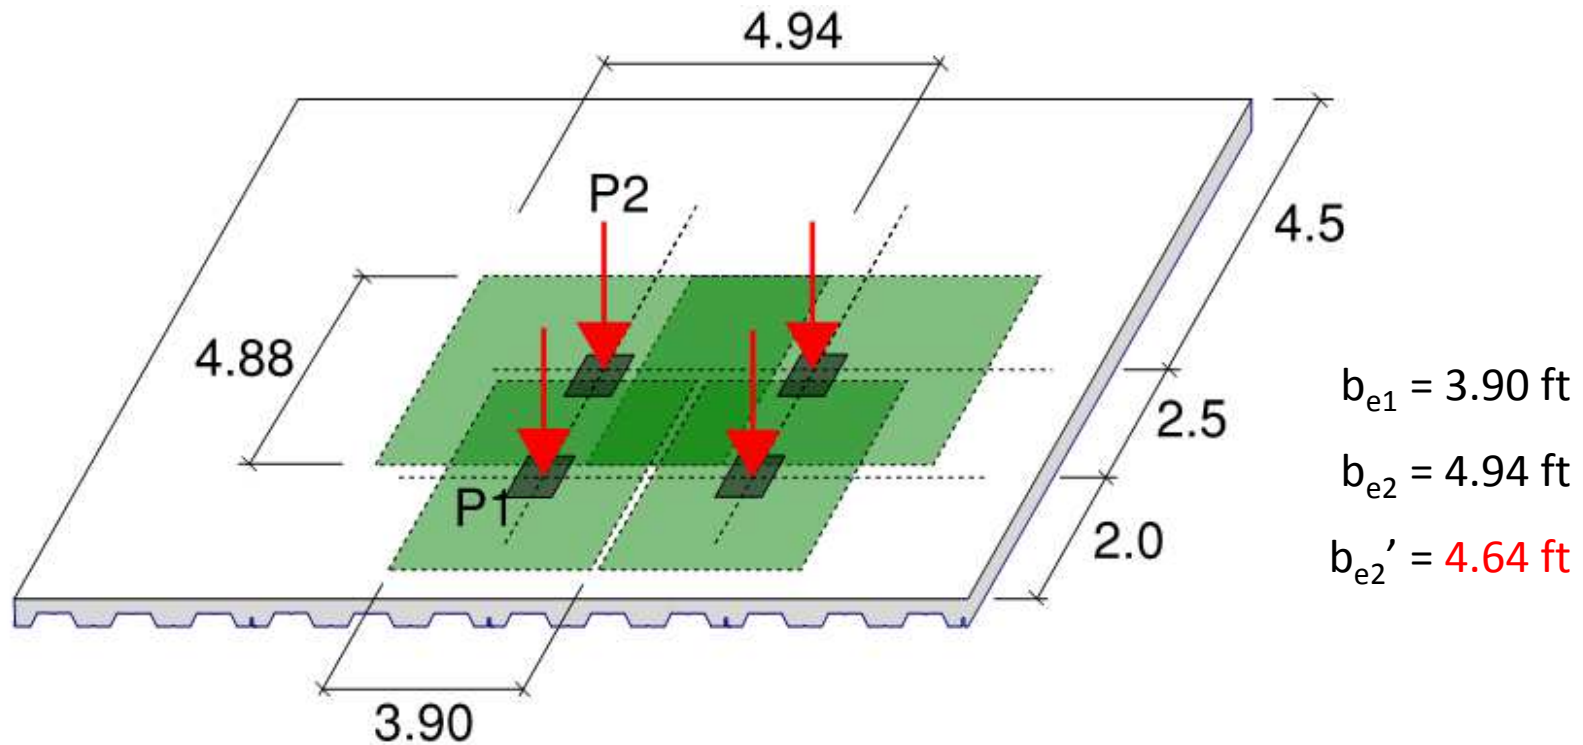 4.94
P2
4.5
4.88
2.5
b_e1 = 3.90 ft
b_e2 = 4.94 ft
P1
2.0
b_e2’ = 4.64 ft
3.90